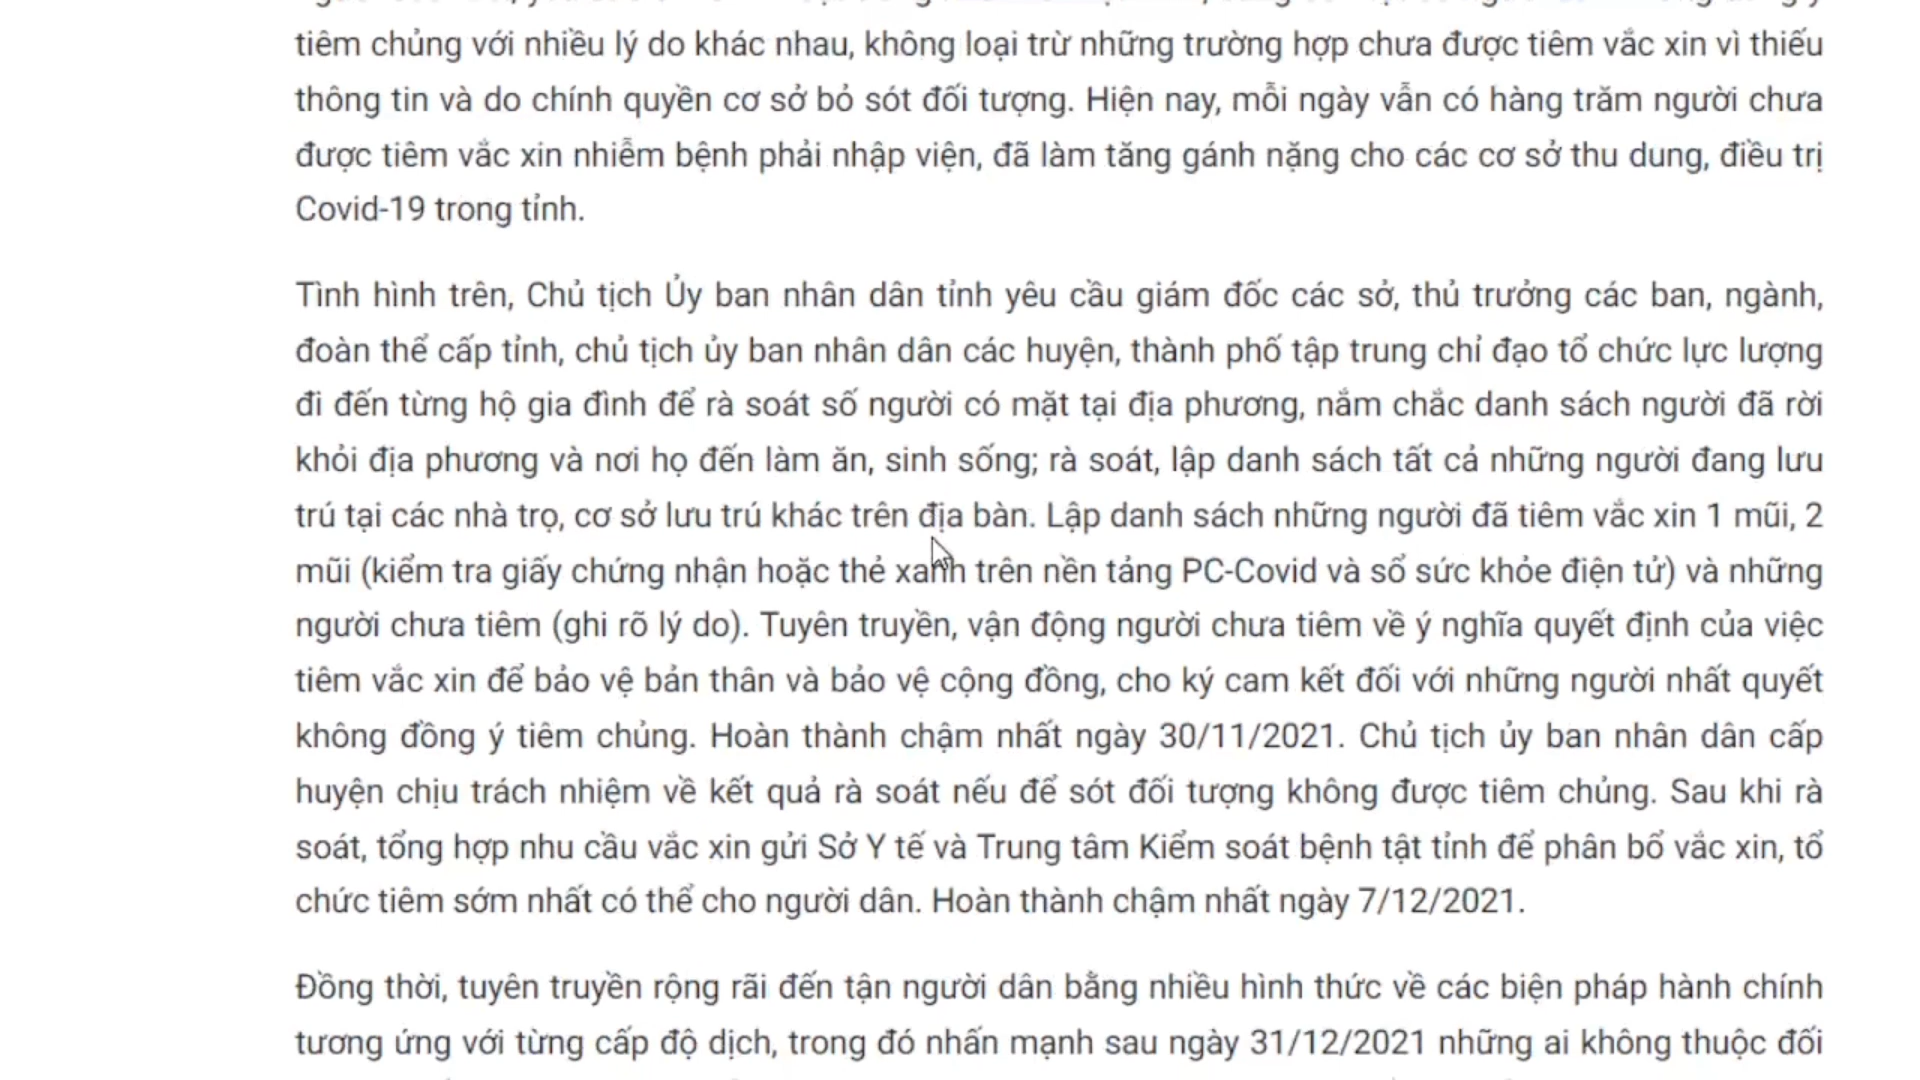 tiêm chủng với nhiều lý do khác nhau, không loại trừ những trường hợp chưa được tiêm vắc xin vì thiếu
thông tin và do chính quyền cơ sở bỏ sót đối tượng. Hiện nay, mỗi ngày vẫn có hàng trăm người chưa
được tiêm vắc xin nhiễm bệnh phải nhập viện, đã làm tăng gánh nặng cho các cơ sở thu dung, điều trị
Covid-19 trong tỉnh.
Tình hình trên, Chủ tịch Ủy ban nhân dân tỉnh yêu cầu giám đốc các sở, thủ trưởng các ban, ngành,
đoàn thể cấp tỉnh, chủ tịch ủy ban nhân dân các huyện, thành phố tập trung chỉ đạo tổ chức lực lượng
đi đến từng hộ gia đình để rà soát số người có mặt tại địa phương, nắm chắc danh sách người đã rời
khỏi địa phương và nơi họ đến làm ăn, sinh sống; rà soát, lập danh sách tất cả những người đang lưu
trú tại các nhà trọ, cơ sở lưu trú khác trên địa bàn. Lập danh sách những người đã tiêm vắc xin 1 mũi, 2
mũi (kiểm tra giấy chứng nhận hoặc thẻ xanh trên nền tảng PC-Covid và sổ sức khỏe điện tử) và những
người chưa tiêm (ghi rõ lý do). Tuyên truyền, vận động người chưa tiêm về ý nghĩa quyết định của việc
tiêm vắc xin để bảo vệ bản thân và bảo vệ cộng đồng, cho ký cam kết đối với những người nhất quyết
không đồng ý tiêm chủng. Hoàn thành chậm nhất ngày 30/11/2021. Chủ tịch ủy ban nhân dân cấp
huyện chịu trách nhiệm về kết quả rà soát nếu để sót đối tượng không được tiêm chủng. Sau khi rà
soát, tổng hợp nhu cầu vắc xin gửi Sở Y tế và Trung tâm Kiểm soát bệnh tật tỉnh để phân bổ vắc xin, tổ
chức tiêm sớm nhất có thể cho người dân. Hoàn thành chậm nhất ngày 7/12/2021.
Đồng thời, tuyên truyền rộng rãi đến tận người dân bằng nhiều hình thức về các biện pháp hành chính
tương ứng với từng cấp độ dịch, trong đó nhấn mạnh sau ngày 31/12/2021 những ai không thuộc đối